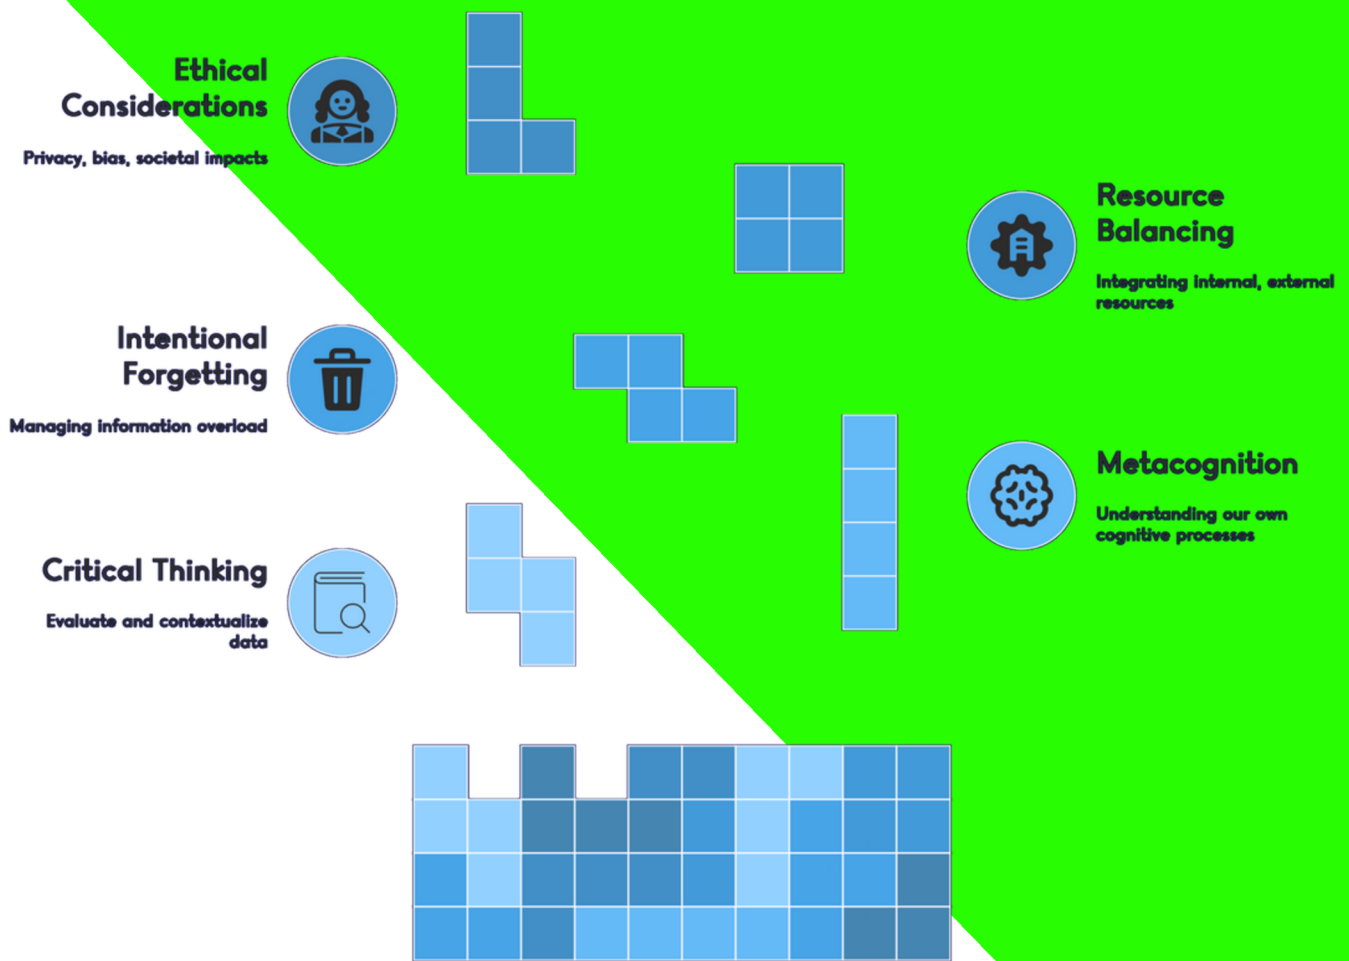 Ethical
Considerations
Privacy, bias, societal impacts
Resource
Balancing
Integrating internal, external
resources
Intentional
Forgetting
Managing information overload
Metacognition
Understanding our own
cognitive processes
Critical Thinking
Evaluate and contextualize
data